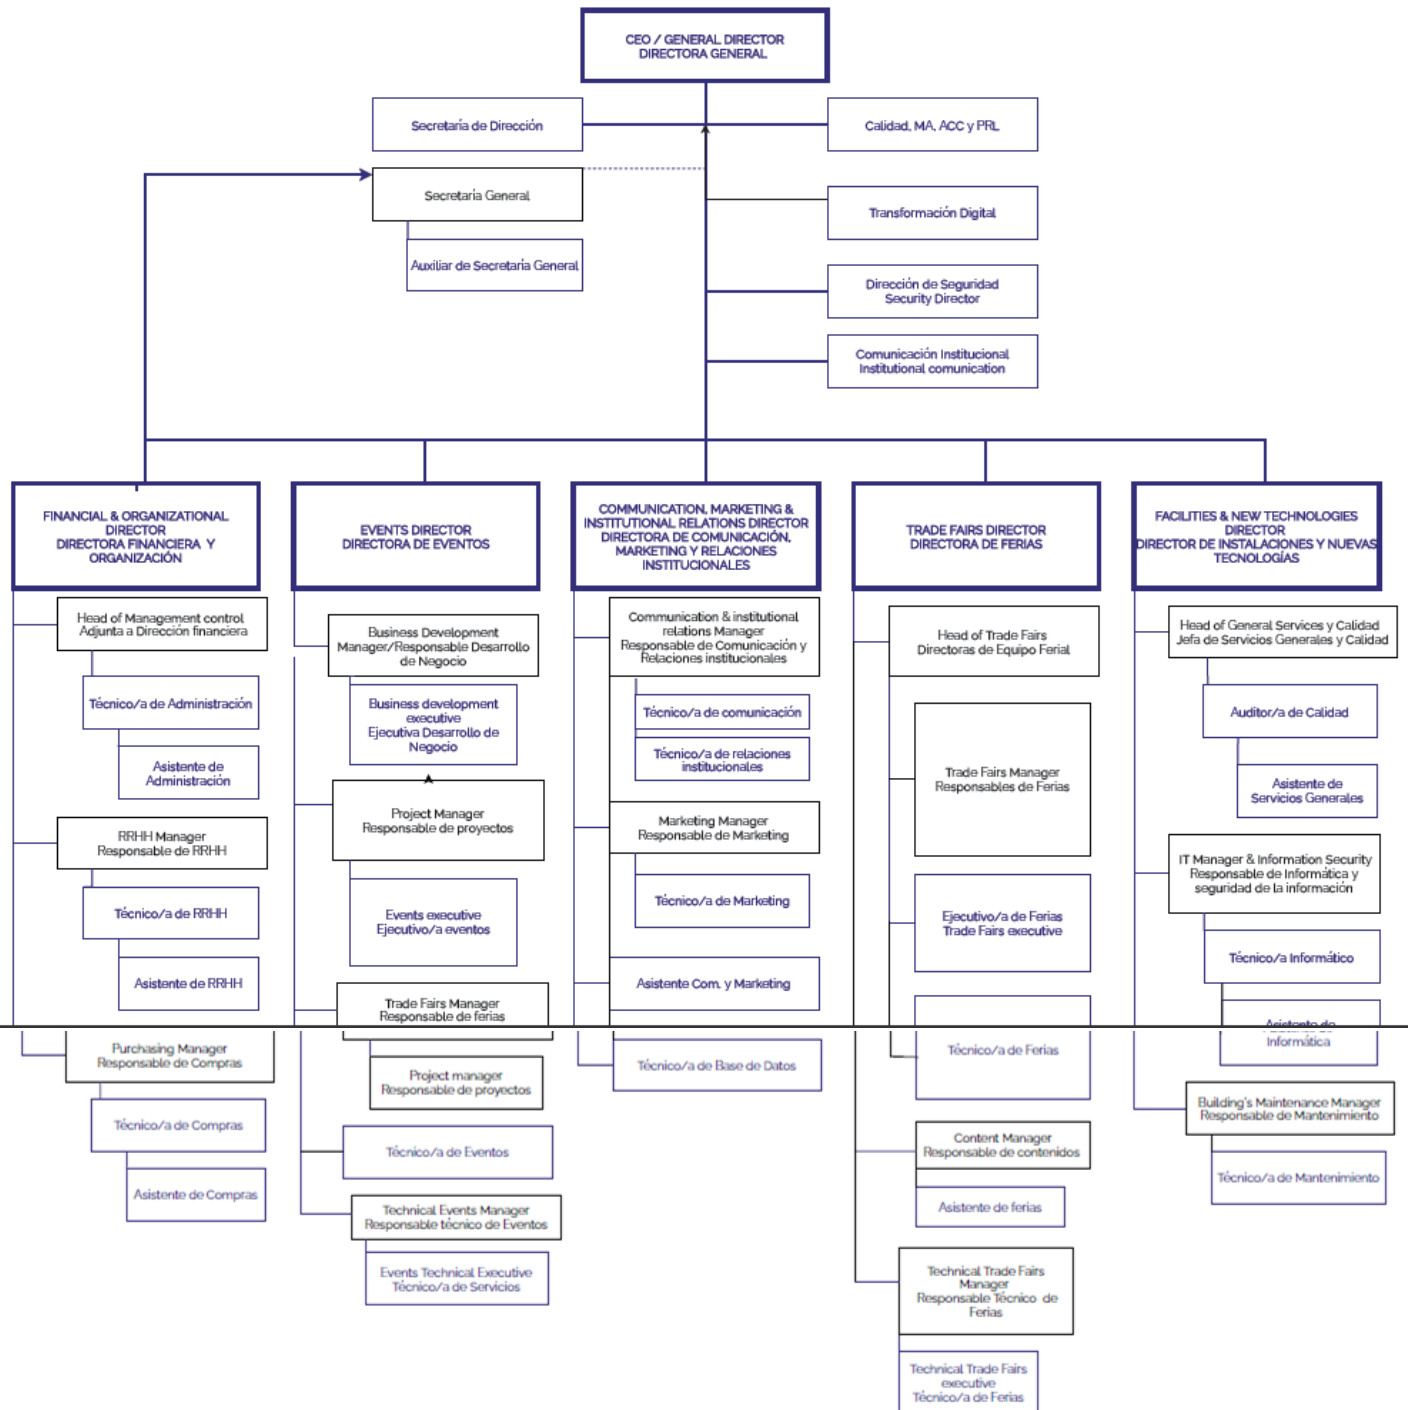 CEO / GENERAL DIRECTOR
DIRECTORA GENERAL
Secretaría de Dirección
Calidad, MA, ACC y PRL
Secretaria General
Transformación Digital
Auxiliar de Secretaría General
Dirección de Seguridad
Security Director
Comunicación Institucional
Institutional comunication
FINANCIAL & ORGANIZATIONAL
DIRECTOR
DIRECTORA FINANCIERA Y
ORGANIZACIÓN
Head of Management control
Adjunta a Dirección financiera
Técnico/a de Administración
Asistente de
Administración
RRHH Manager
Responsable de RRHH
Técnico/a de RRHH
Asistente de RRHH
Purchasing Manager
Responsable de Compras
Técnico/a de Compras
Asistente de Compras
EVENTS DIRECTOR
DIRECTORA DE EVENTOS
Business Development
Manager/Responsable Desarrollo
de Negocio
Business development
executive
Ejecutiva Desarrollo de
Negocio
Project Manager
Responsable de proyectos
Events executive
Ejecutivo/a eventos
Trade Fairs Manager
Responsable de ferias
Project manager
Responsable de proyectos
Técnico/a de Eventos
Technical Events Manager
Responsable técnico de Eventos
Events Technical Executive
Técnico/a de Servicios
COMMUNICATION, MARKETING &
INSTITUTIONAL RELATIONS DIRECTOR
DIRECTORA DE COMUNICACIÓN,
MARKETING Y RELACIONES
INSTITUCIONALES
Communication & institutional
relations Manager
Responsable de Comunicación y
Relaciones institucionales
Técnico/a de comunicación
Técnico/a de relaciones
institucionales
Marketing Manager
Responsable de Marketing
Técnico/a de Marketing
Asistente Com. y Marketing
Técnico/a de Base de Datos
TRADE FAIRS DIRECTOR
DIRECTORA DE FERIAS
Head of Trade Fairs
Directoras de Equipo Ferial
Trade Fairs Manager
Responsables de Ferias
Ejecutivo/a de Ferias
Trade Fairs executive
Técnico/a de Ferias
Content Manager
Responsable de contenidos
Asistente de ferias
Technical Trade Fairs
Manager
Responsable Técnico de
Ferias
Technical Trade Fairs
executive
Técnico/a de Ferias
FACILITIES & NEW TECHNOLOGIES
DIRECTOR
DIRECTOR DE INSTALACIONES Y NUEVAS
TECNOLOGÍAS
Head of General Services y Calidad
Jefa de Servicios Generales y Calidad
Auditor/a de Calidad
Asistente de
Servicios Generales
IT Manager & Information Security
Responsable de Informática y
seguridad de la información
Técnico/a Informático
Asistente de
Informática
Building's Maintenance Manager
Responsable de Mantenimiento
Técnico/a de Mantenimiento